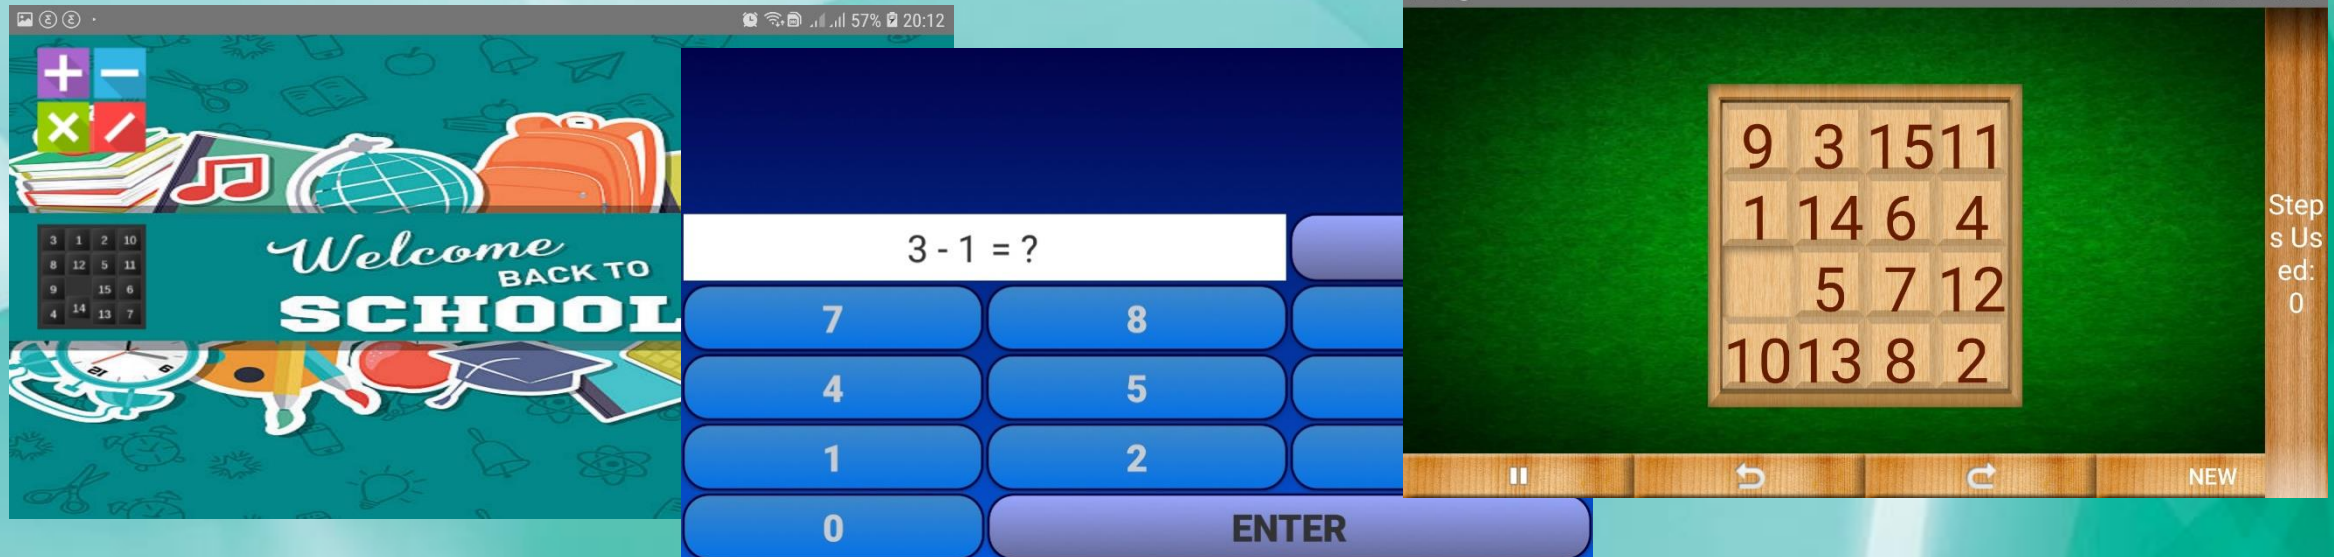 57% 20:12
3 1 2 10
8 12 5 11
9 15 6
4 14 13 7
Welcome
BACK TO
SCHOOL
3 - 1 = ?
7 8
4 5
1 2
0 ENTER
9 3 15 11
1 14 6 4
5 7 12
10 13 8 2
Step
s Us
ed:
0
NEW